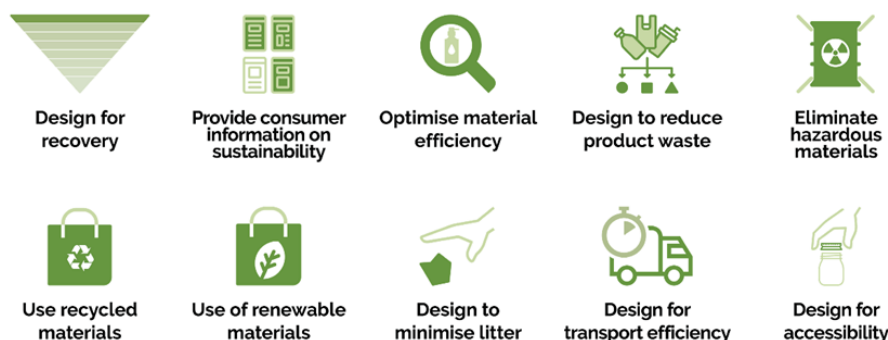 Design for
recovery
Provide consumer
information on
sustainability
Optimise material
efficiency
Design to reduce
product waste
Eliminate
hazardous
materials
Use recycled
materials
Use of renewable
materials
Design to
minimise litter
Design for
transport efficiency
Design for
accessibility